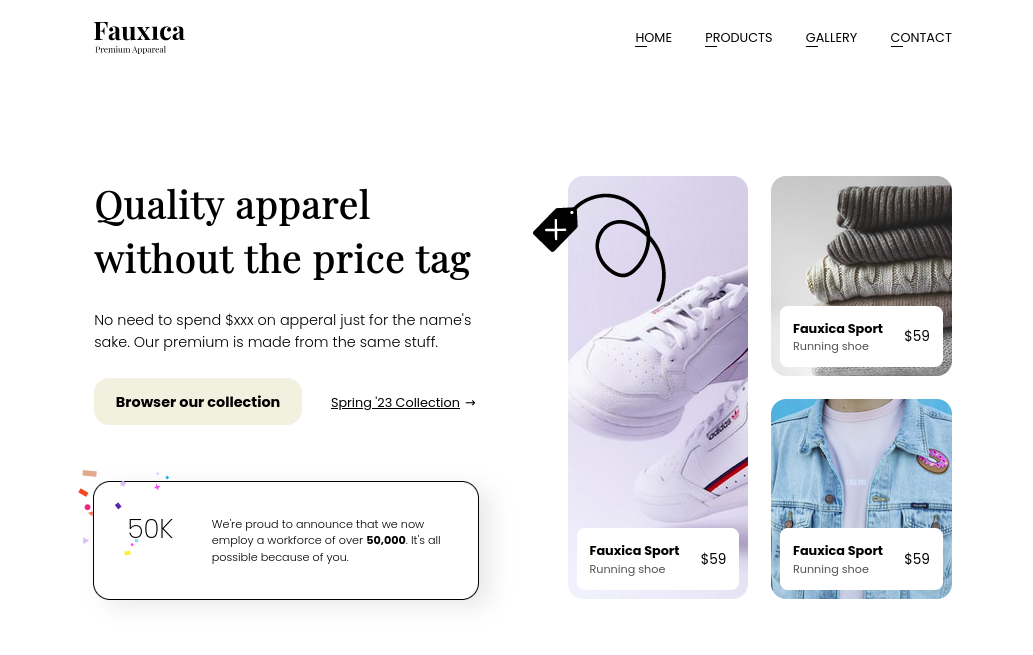 Fauxıca
Premium Appareal
HOME PRODUCTS GALLERY CONTACT
Quality apparel
without the price tag
No need to spend $xxx on apperal just for the name's
sake. Our premium is made from the same stuff.
Browser our collection
Spring '23 Collection →
50K
We're proud to announce that we now
employ a workforce of over 50,000. It's all
possible because of you.
adidas
adidas
Fauxica Sport
Running shoe
$59
Fauxica Sport
Running shoe
$59
Fauxica Sport
Running shoe
$59